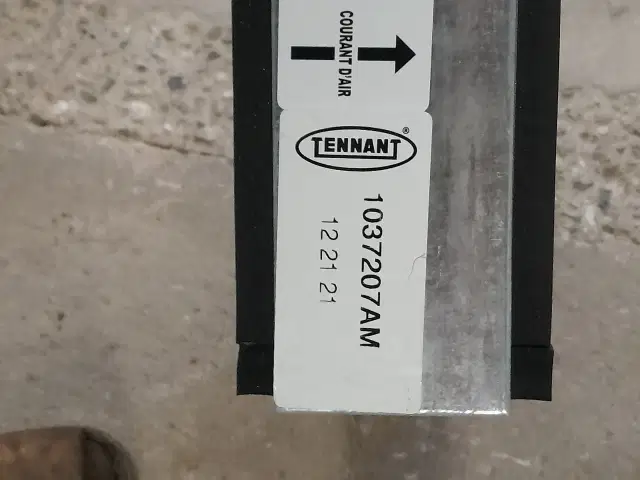 COURANT D'AIR
TENNANT®
1037207AM
12 21 21